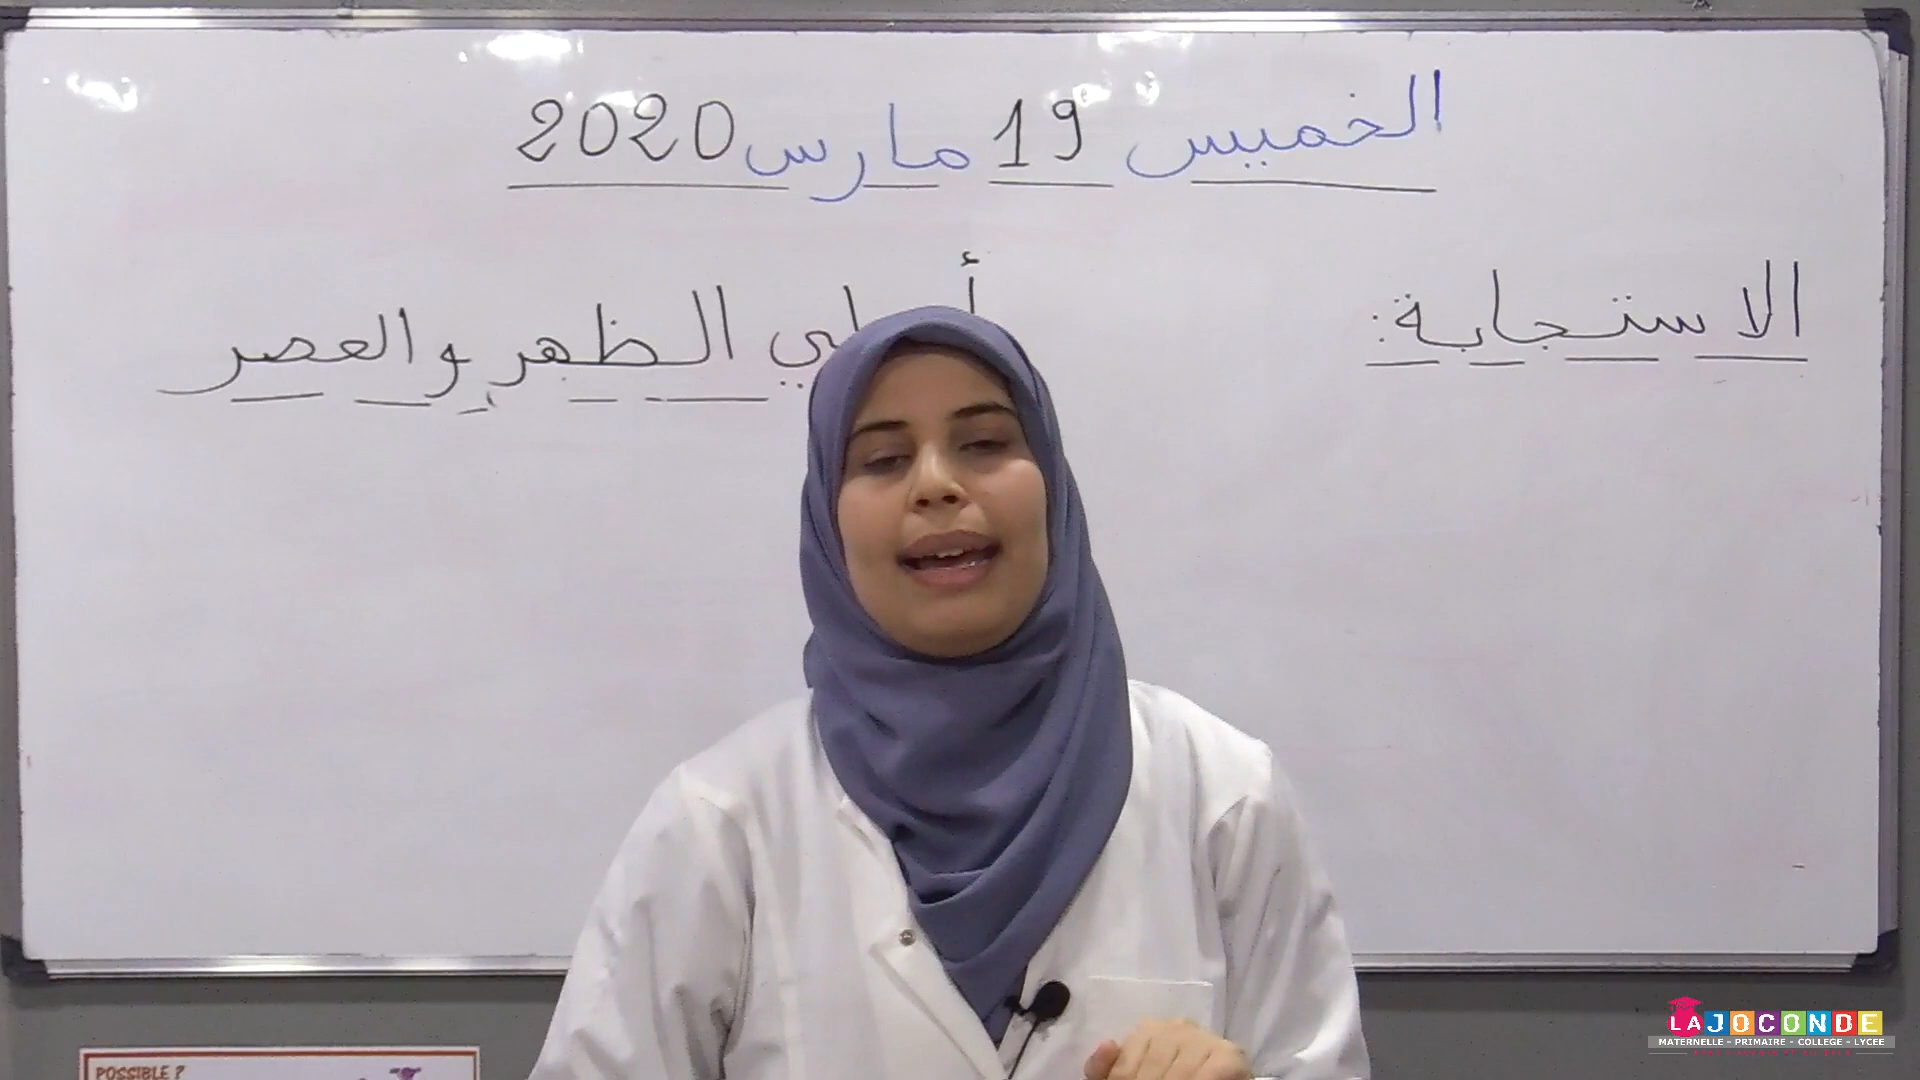 الخميس 19 مارس 2020
الاستجابة:
الظهر والعصر
POSSIBLE ?
LAJOCONDE
MATERNELLE - PRIMAIRE - COLLEGE - LYCEE